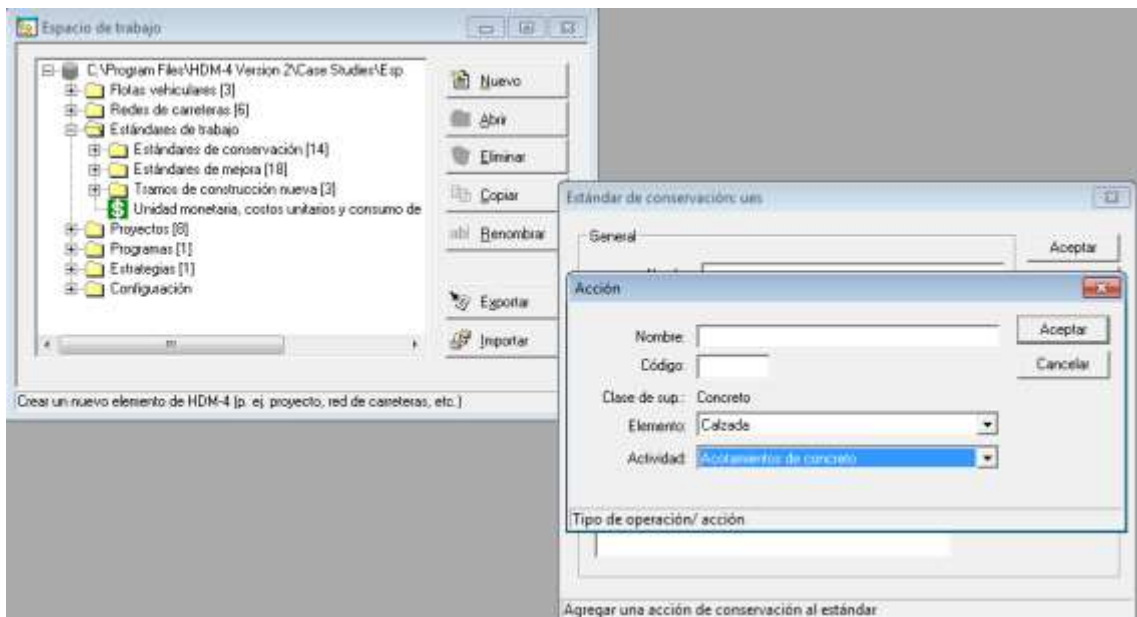 Espacio de trabajo
C:\Program Files\HDM-4 Version 2\Case Studies\Esp
Flotas vehiculares [3]
Redes de carreteras [6]
Estándares de trabajo
Estándares de conservación [14]
Estándares de mejora [18]
Tramos de construcción nueva [3]
Unidad monetaria, costos unitarios y consumo de
Proyectos [8]
Programas [1]
Estrategias [1]
Configuración
Nuevo
Abrir
Eliminar
Copiar
Renombrar
Exportar
Importar
Crear un nuevo elemento de HDM-4 (p. ej. proyecto, red de carreteras, etc.)
Estándar de conservación: ues
General
Aceptar
Acción
Nombre:
Aceptar
Código:
Cancelar
Clase de sup.: Concreto
Elemento: Calzada
Actividad: Acotamientos de concreto
Tipo de operación/ acción
Agregar una acción de conservación al estándar